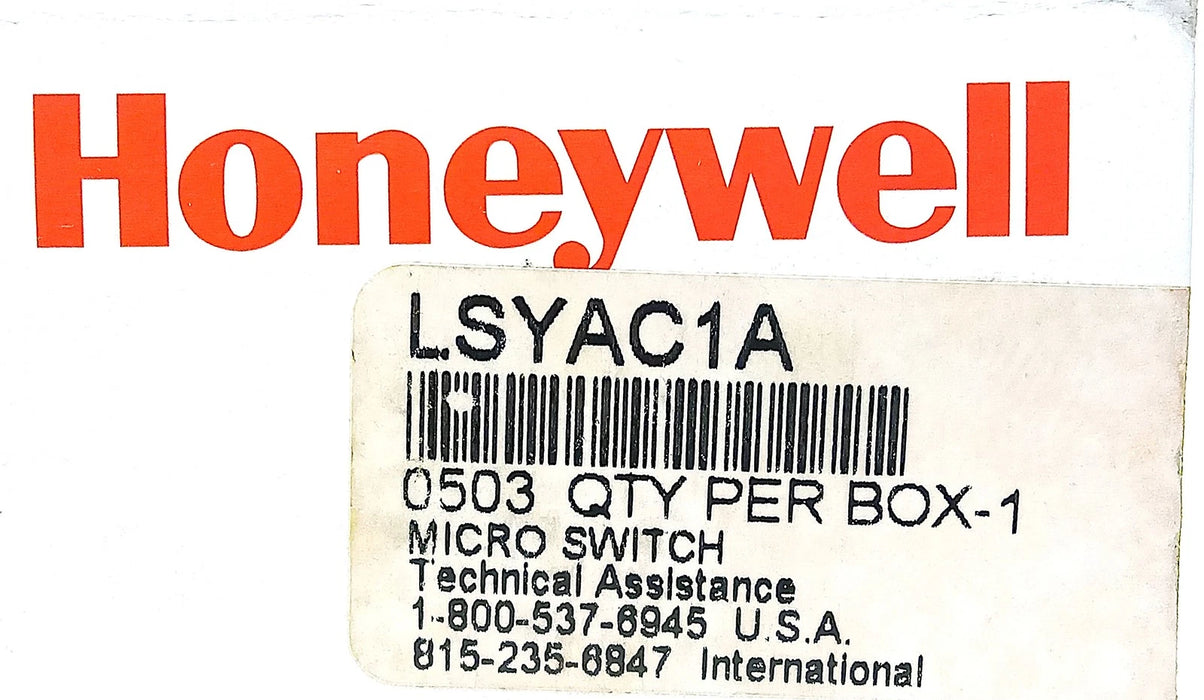 Honeywell
LSYAC1A
0503 QTY PER BOX-1
MICRO SWITCH
Technical Assistance
1-800-537-6945 U.S.A.
815-235-6847 International